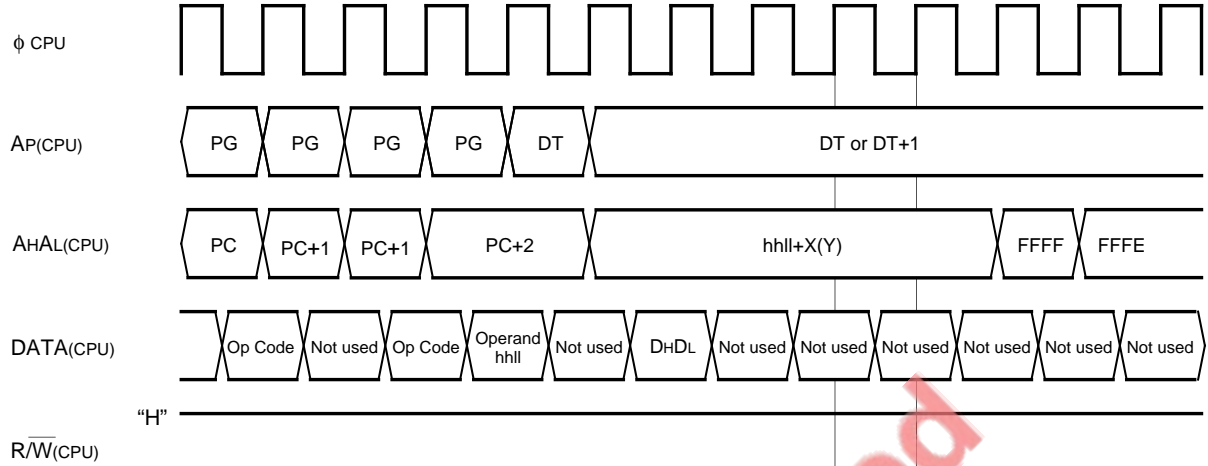 ϕ CPU
AP(CPU) PG PG PG PG DT DT or DT+1
AHAL(CPU) PC PC+1 PC+1 PC+2 hhll+X(Y) FFFF FFFE
DATA(CPU) Op Code Not used Op Code Operand hhll Not used DHDL Not used Not used Not used Not used Not used Not used
“H”
R/W̅(CPU)